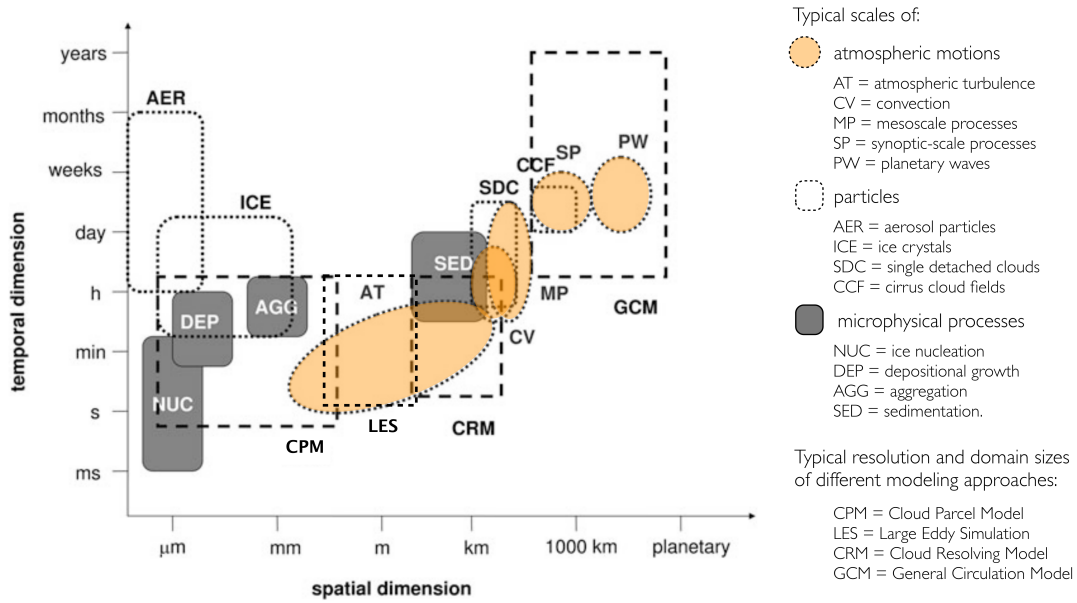 years
months
weeks
day
h
min
s
ms
temporal dimension
AER
ICE
DEP
AGG
NUC
AT
SED
SDC
CCF
SP
PW
MP
GCM
CV
CPM
LES
CRM
μm
mm
m
km
1000 km
planetary
spatial dimension
Typical scales of:
atmospheric motions
AT = atmospheric turbulence
CV = convection
MP = mesoscale processes
SP = synoptic-scale processes
PW = planetary waves
particles
AER = aerosol particles
ICE = ice crystals
SDC = single detached clouds
CCF = cirrus cloud fields
microphysical processes
NUC = ice nucleation
DEP = depositional growth
AGG = aggregation
SED = sedimentation.
Typical resolution and domain sizes
of different modeling approaches:
CPM = Cloud Parcel Model
LES = Large Eddy Simulation
CRM = Cloud Resolving Model
GCM = General Circulation Model